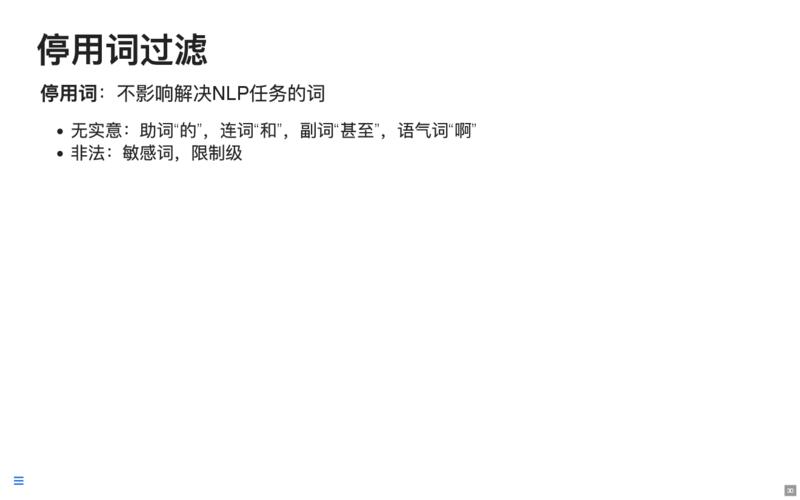 停用词过滤
停用词：不影响解决NLP任务的词
• 无实意：助词“的”，连词“和”，副词“甚至”，语气词“啊”
• 非法：敏感词，限制级
30